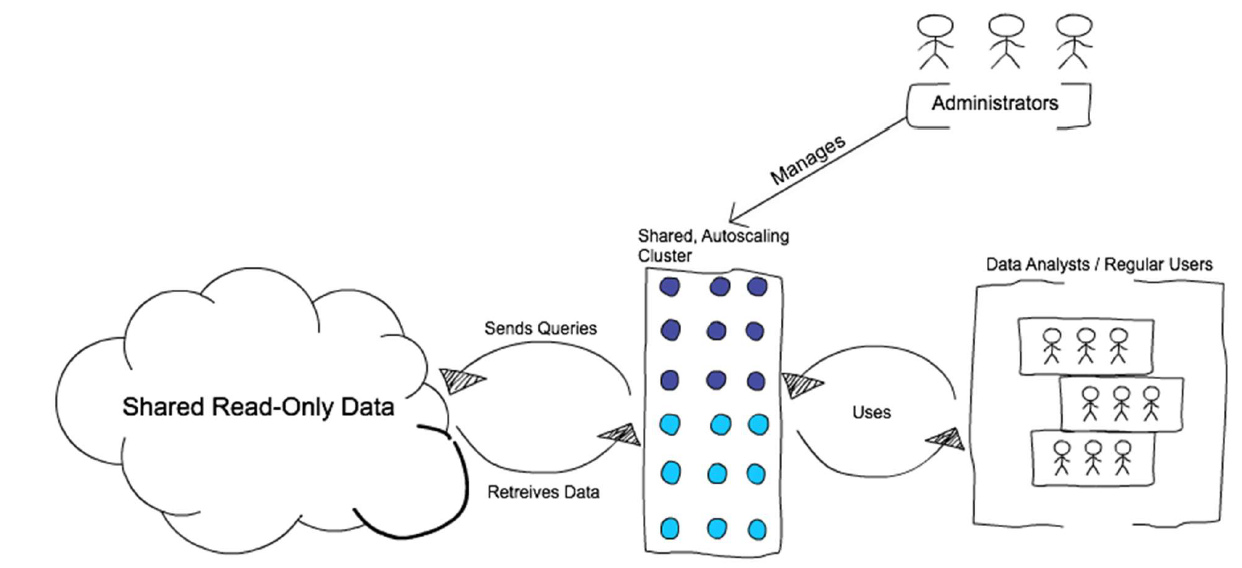 Administrators
Manages
Shared, Autoscaling
Cluster
Data Analysts / Regular Users
Sends Queries
Shared Read-Only Data
Uses
Retreives Data